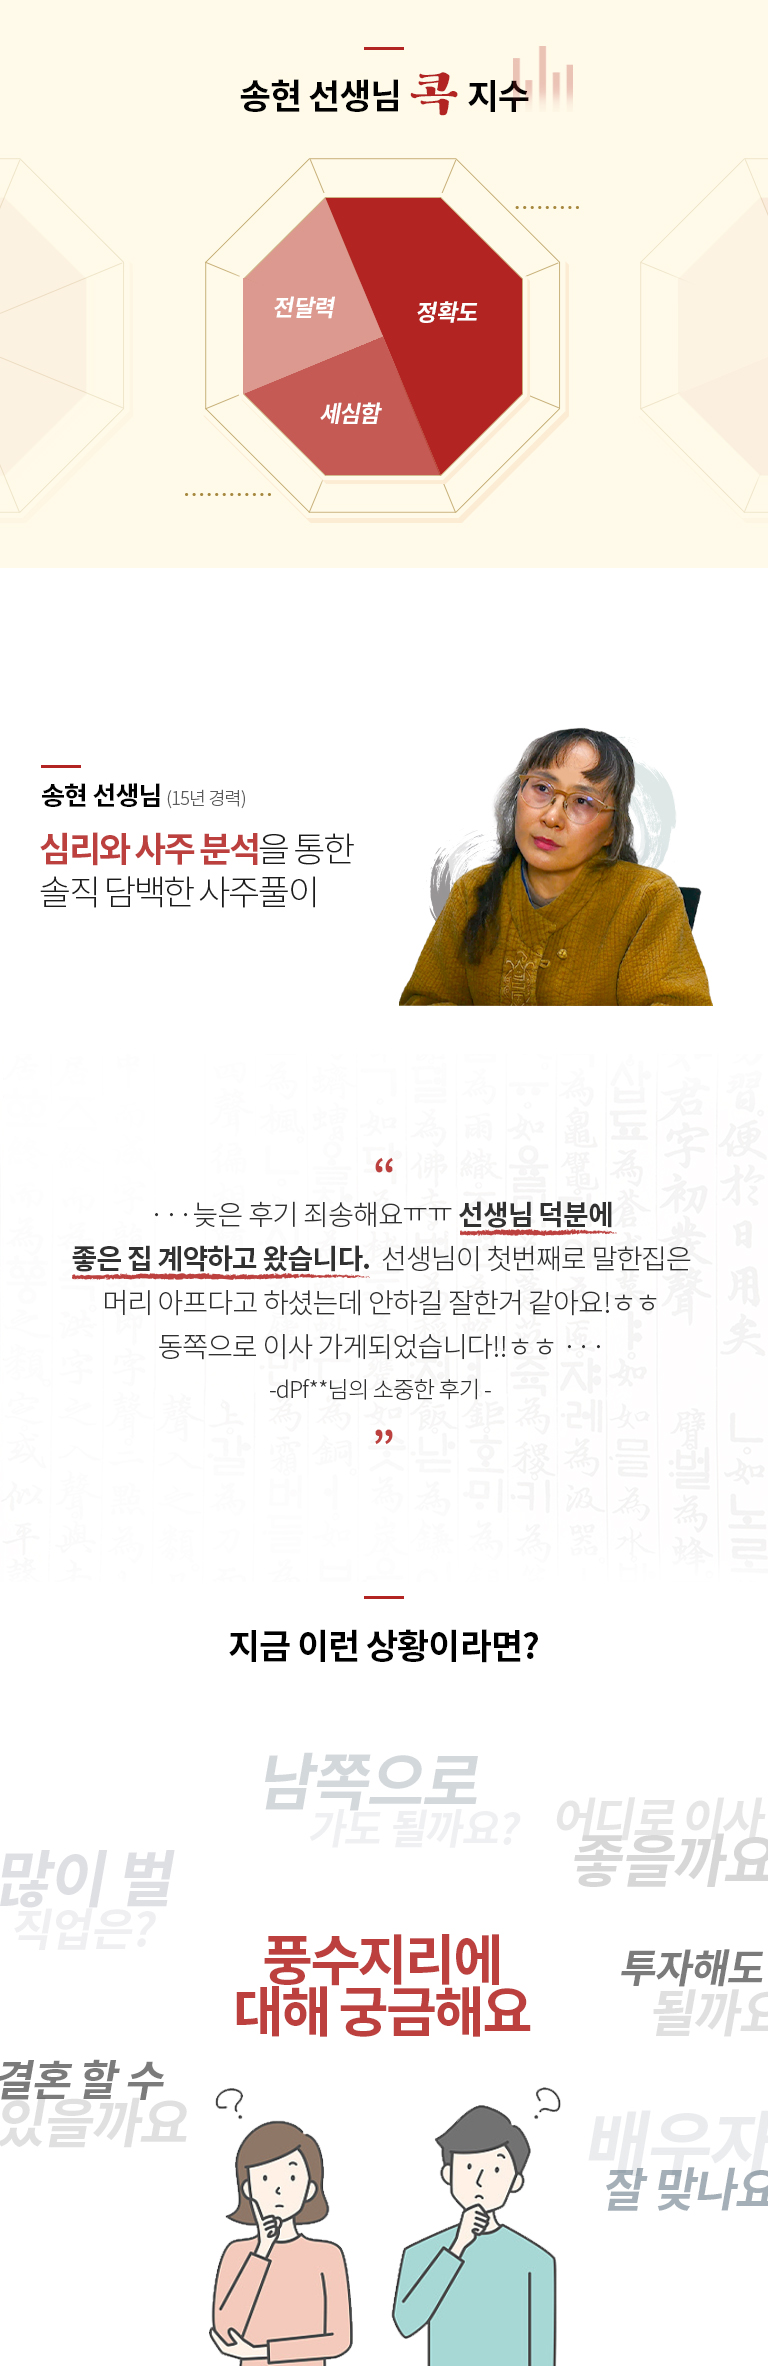 송현 선생님 콕 지수
전달력
정확도
세심함
송현 선생님 (15년 경력)
심리와 사주 분석을 통한
솔직 담백한 사주풀이
“
· · · 늦은 후기 죄송해요ㅠㅠ 선생님 덕분에
좋은 집 계약하고 왔습니다. 선생님이 첫번째로 말한집은
머리 아프다고 하셨는데 안하길 잘한거 같아요!ㅎㅎ
동쪽으로 이사 가게되었습니다!!ㅎㅎ · · ·
-dPf**님의 소중한 후기 -
”
지금 이런 상황이라면?
남쪽으로
가도 될까요?
어디로 이사
좋을까요
많이 벌
직업은?
풍수지리에
대해 궁금해요
투자해도
될까요
결혼 할 수
있을까요
배우자
잘 맞나요